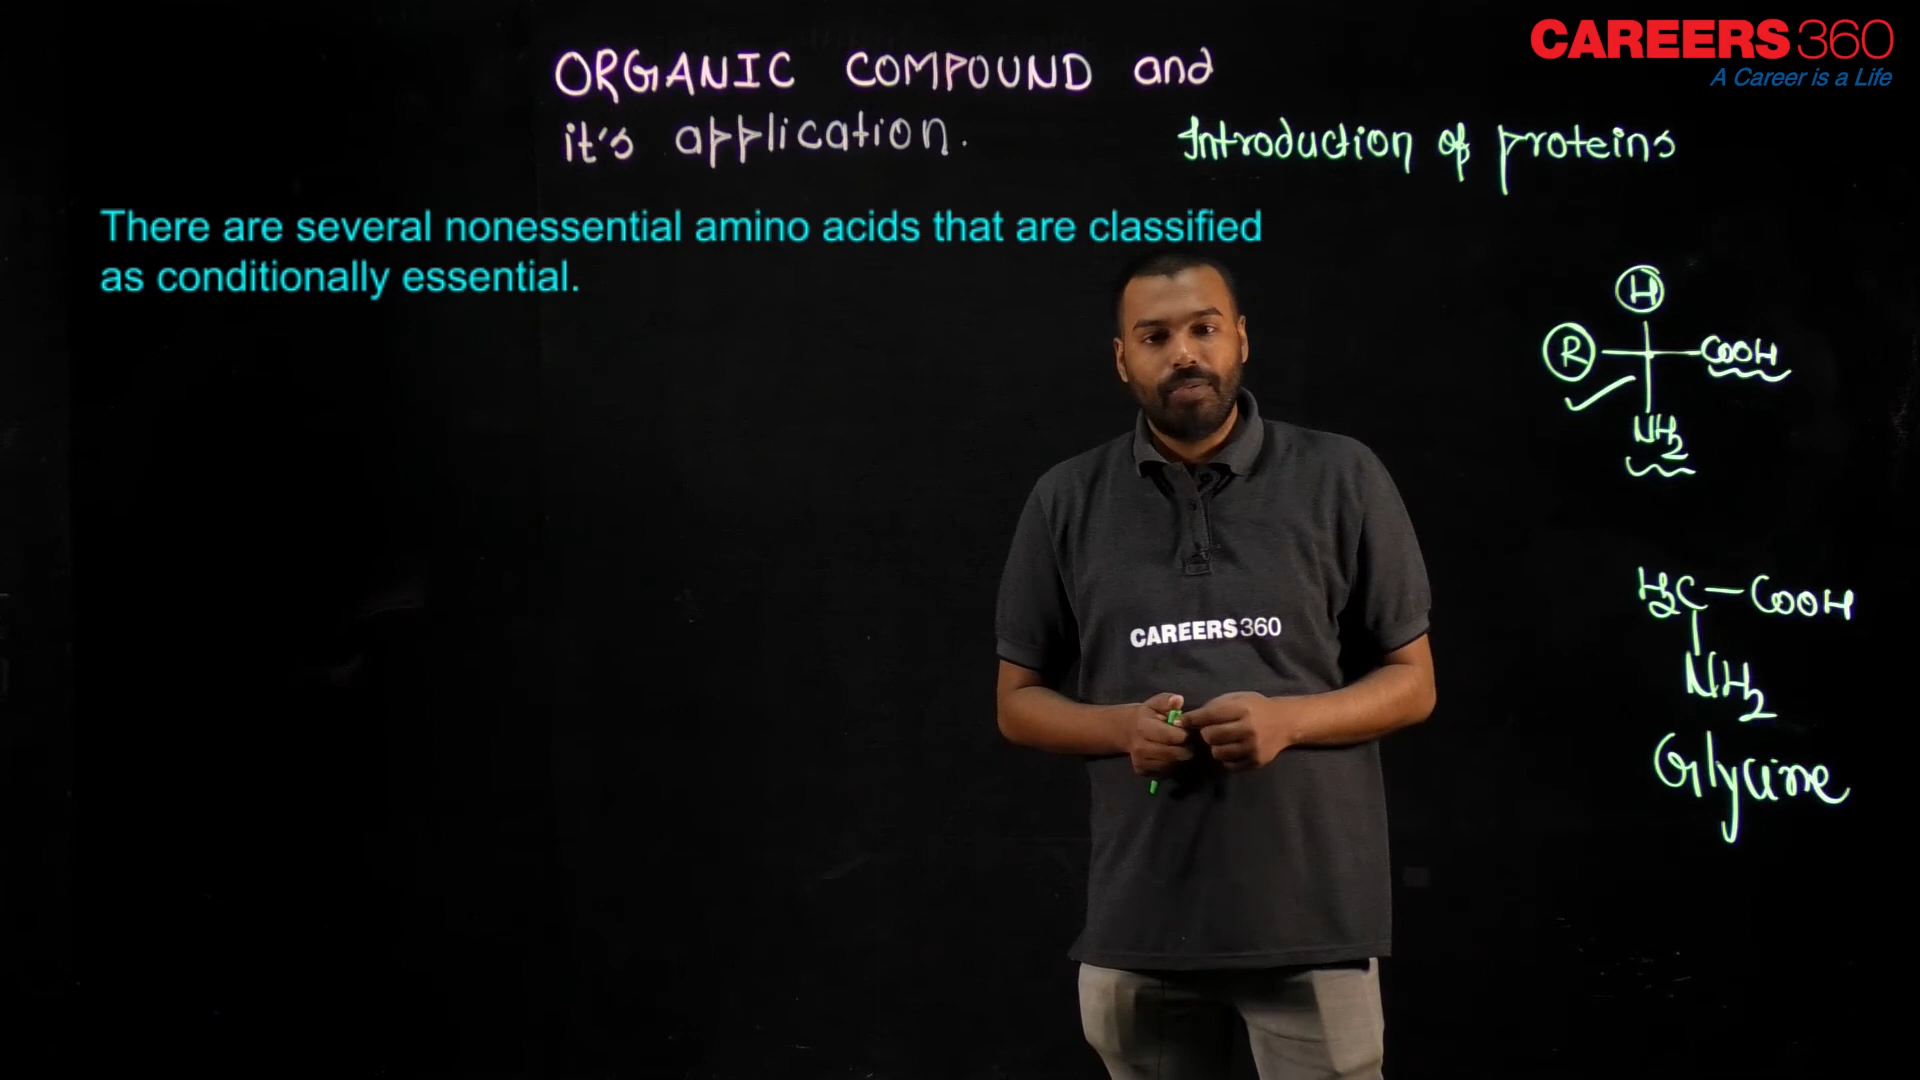 CAREERS360
A Career is a Life
ORGANIC COMPOUND and
it's application.
Introduction of proteins
There are several nonessential amino acids that are classified
as conditionally essential.
H
R COOH
NH2
H2C-COOH
NH2
Glycine
CAREERS360